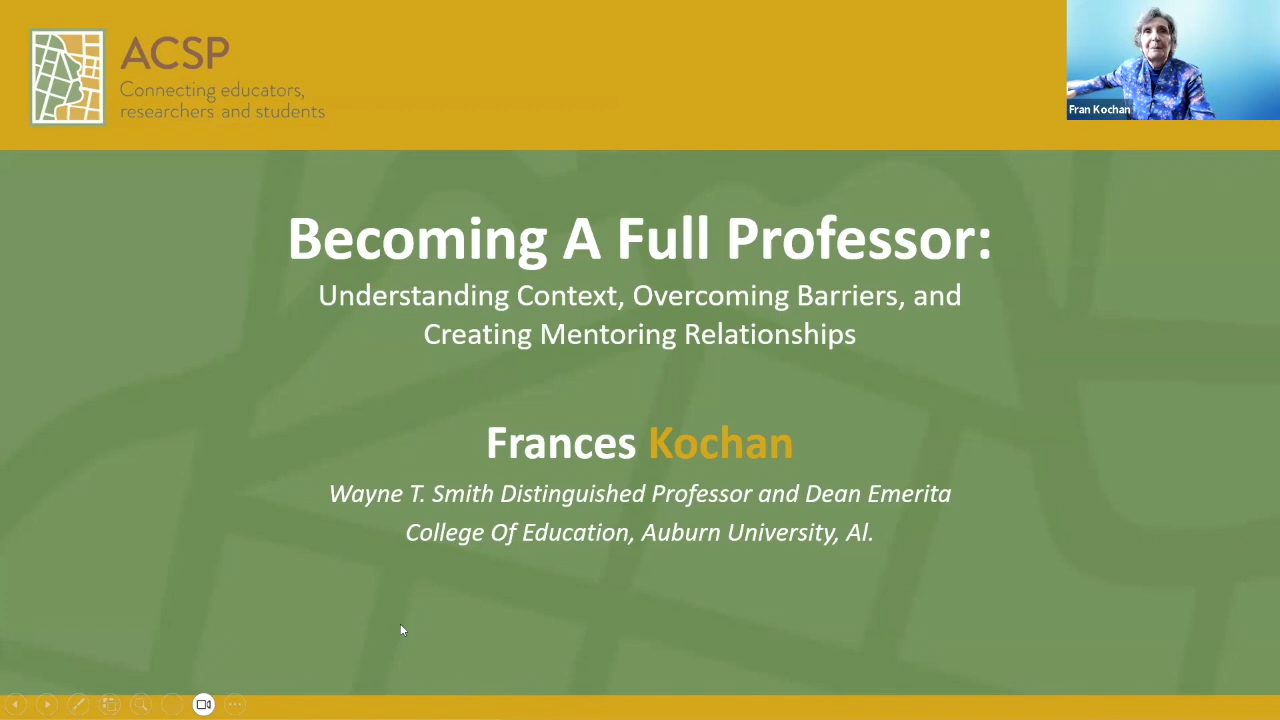 ACSP
Connecting educators,
researchers and students
Fran Kochan
Becoming A Full Professor:
Understanding Context, Overcoming Barriers, and
Creating Mentoring Relationships
Frances Kochan
Wayne T. Smith Distinguished Professor and Dean Emerita
College Of Education, Auburn University, Al.